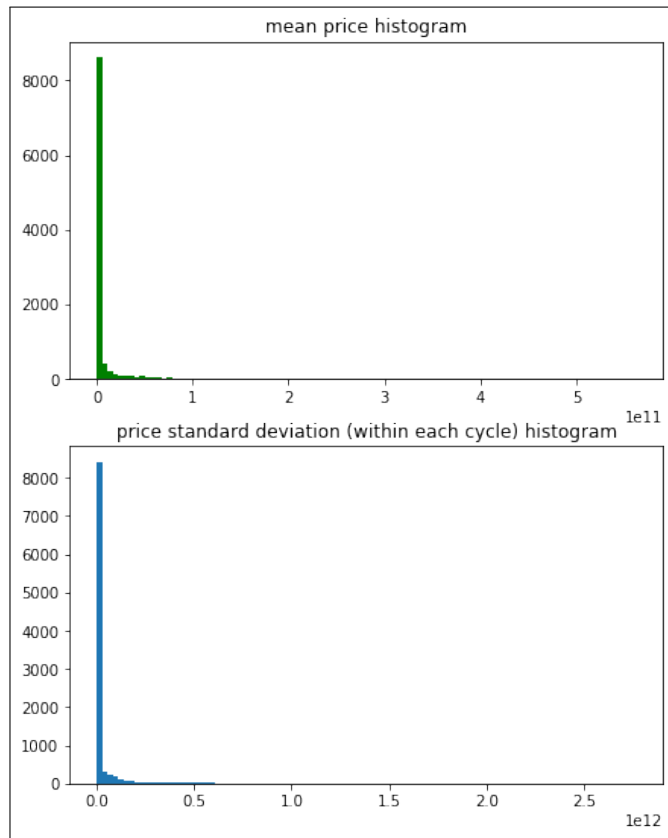 mean price histogram
8000
6000
4000
2000
0
0 1 2 3 4 5
1e11
price standard deviation (within each cycle) histogram
8000
7000
6000
5000
4000
3000
2000
1000
0
0.0 0.5 1.0 1.5 2.0 2.5
1e12